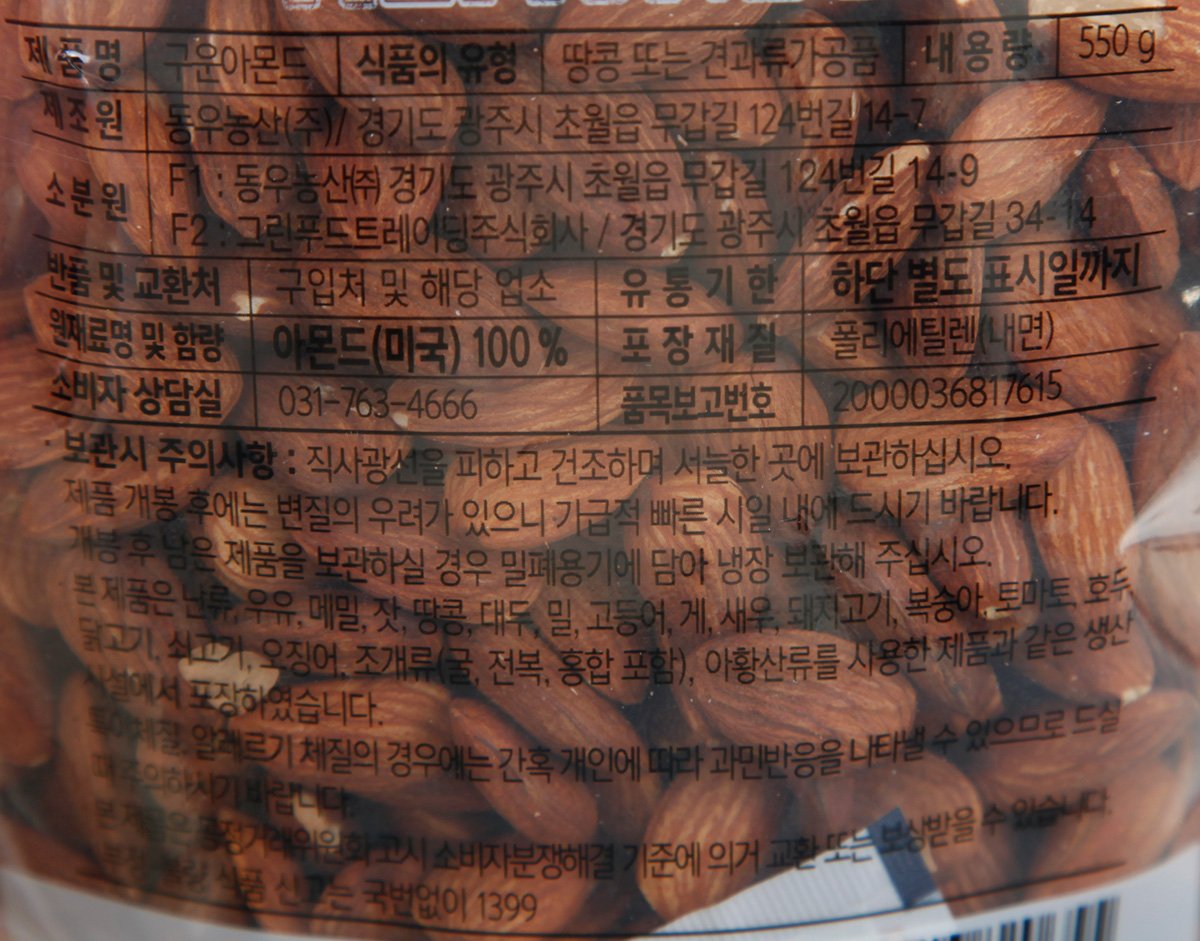 제품명 구운아몬드 식품의 유형 땅콩 또는 견과류가공품 내용량 550 g
제조원 동우농산(주)/ 경기도 광주시 초월읍 무갑길 124번길 14-7
소분원 F1 : 동우농산(주) 경기도 광주시 초월읍 무갑길 124번길 14-9
F2 : 그린푸드트레이딩주식회사 / 경기도 광주시 초월읍 무갑길 34-14
반품 및 교환처 구입처 및 해당 업소 유통기한 하단 별도 표시일까지
원재료명 및 함량 아몬드(미국) 100 % 포장재질 폴리에틸렌(내면)
소비자 상담실 031-763-4666 품목보고번호 2000036817615
· 보관시 주의사항 : 직사광선을 피하고 건조하며 서늘한 곳에 보관하십시오.
제품 개봉 후에는 변질의 우려가 있으니 가급적 빠른 시일 내에 드시기 바랍니다.
개봉 후 남은 제품을 보관하실 경우 밀폐용기에 담아 냉장 보관해 주십시오.
본 제품은 난류, 우유, 메밀, 잣, 땅콩, 대두, 밀, 고등어, 게, 새우, 돼지고기, 복숭아, 토마토, 호두,
닭고기, 쇠고기, 오징어, 조개류(굴, 전복, 홍합 포함), 아황산류를 사용한 제품과 같은 생산
시설에서 포장하였습니다.
특이체질, 알레르기 체질의 경우에는 간혹 개인에 따라 과민반응을 나타낼 수 있으므로 드실
때 주의하시기 바랍니다.
본 제품은 공정거래위원회 고시 소비자분쟁해결 기준에 의거 교환 또는 보상받을 수 있습니다.
부정·불량 식품 신고는 국번없이 1399